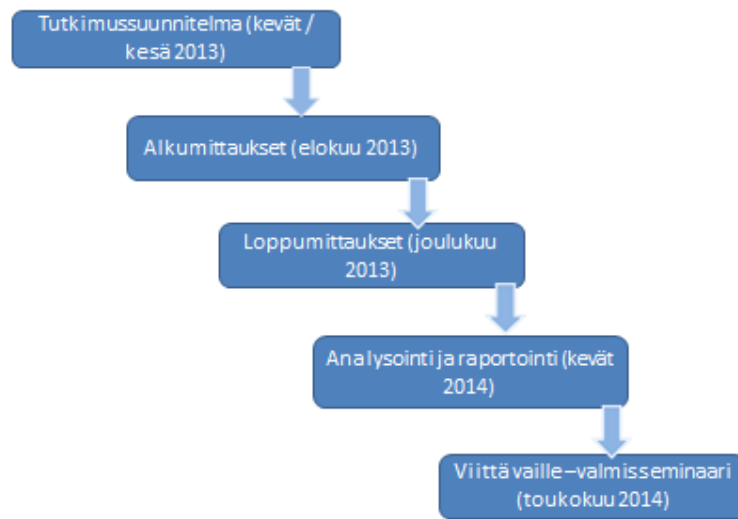 Tutkimussuunnitelma (kevät /
kesä 2013)
Alkumittaukset (elokuu 2013)
Loppumittaukset (joulukuu
2013)
Analysointi ja raportointi (kevät
2014)
Viittä vaille –valmisseminaari
(toukokuu 2014)